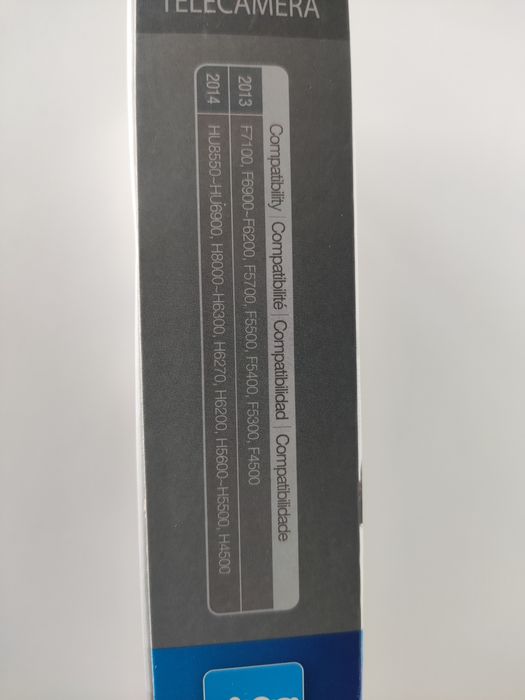 TELECAMERA
Compatibility | Compatibilité | Compatibilidad | Compatibilidade
2013 F7100, F6900~F6200, F5700, F5500, F5400, F5300, F4500
2014 HU8550~HU6900, H8000~H6300, H6270, H6200, H5600~H5500, H4500